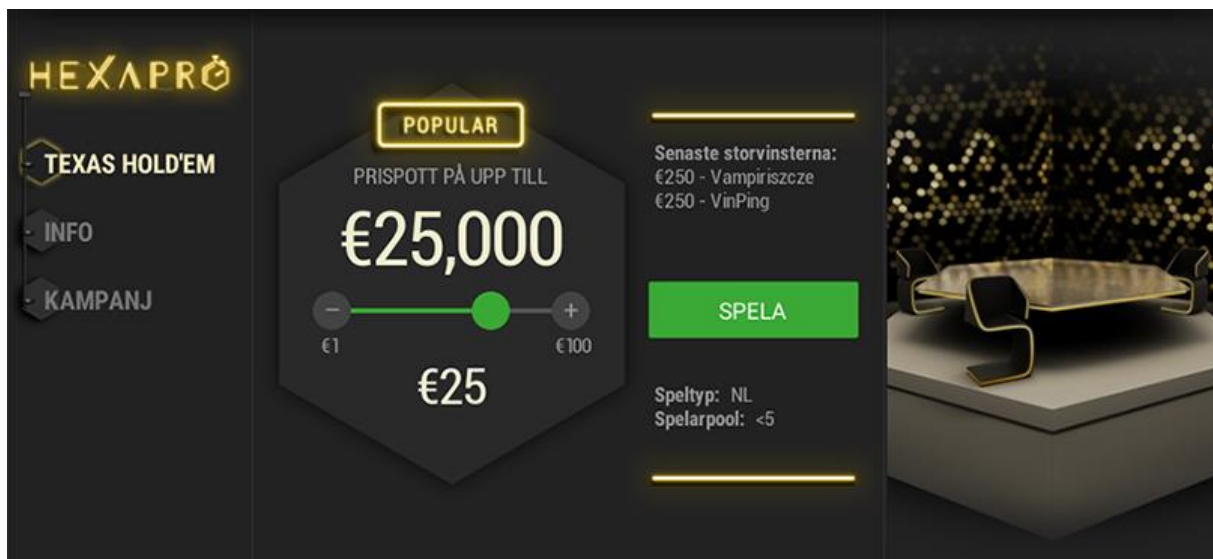 HEXAPRO
TEXAS HOLD'EM
INFO
KAMPANJ
POPULAR
PRISPOTT PÅ UPP TILL
€25,000
− +
€1 €100
€25
Senaste storvinsterna:
€250 - Vampiriszcze
€250 - VinPing
SPELA
Speltyp: NL
Spelarpool: <5